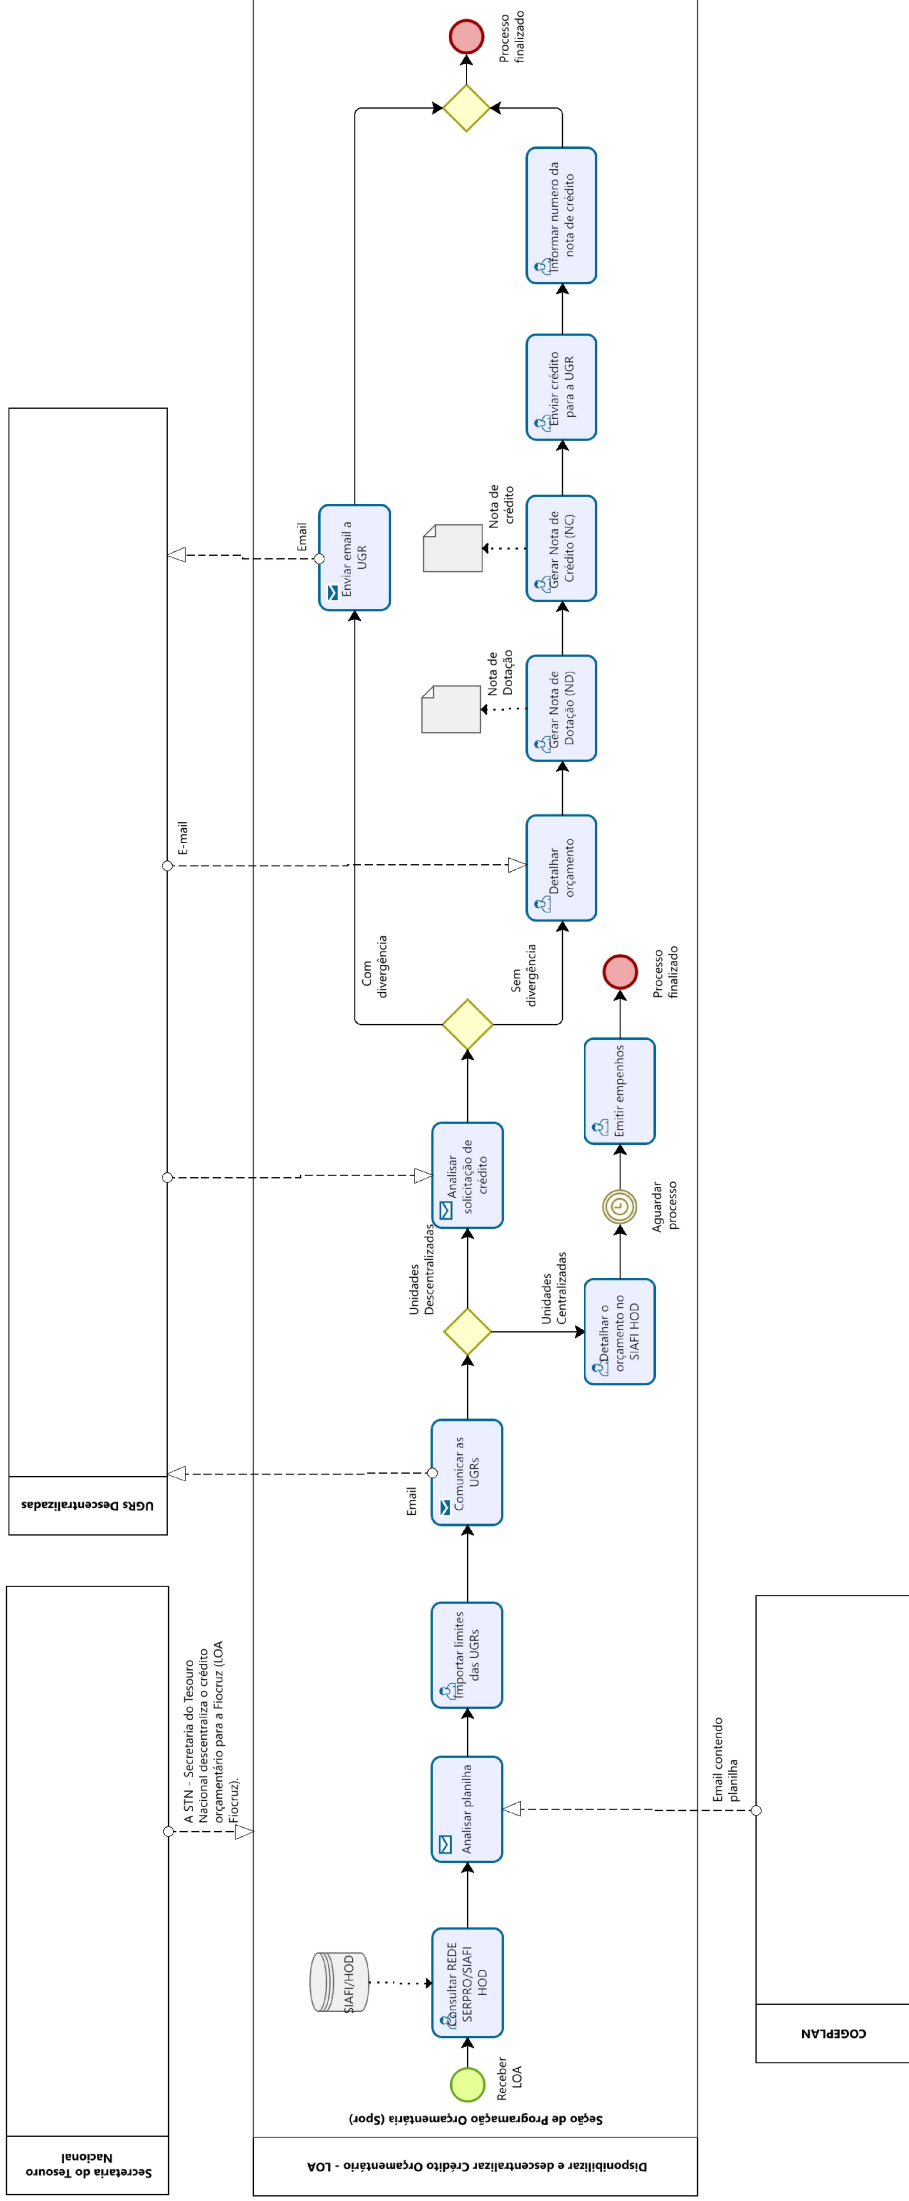 Secretaria do Tesouro
Nacional
A STN - Secretaria do Tesouro
Nacional descentraliza o crédito
orçamentário para a Fiocruz (LOA
Fiocruz).
UGRs Descentralizadas
Disponibilizar e descentralizar Crédito Orçamentário - LOA
Seção de Programação Orçamentária (Spor)
Receber
LOA
SIAFI/HOD
Consultar REDE
SERPRO/SIAFI
HOD
Analisar planilha
Email contendo
planilha
COGEPLAN
Importar limites
das UGRs
Comunicar as
UGRs
Email
Unidades
Descentralizadas
Unidades
Centralizadas
Detalhar o
orçamento no
SIAFI HOD
Aguardar
processo
Emitir empenhos
Processo
finalizado
Analisar
solicitação de
crédito
Com
divergência
Sem
divergência
Enviar email a
UGR
Email
E-mail
Detalhar
orçamento
Gerar Nota de
Dotação (ND)
Nota de
Dotação
Gerar Nota de
Crédito (NC)
Nota de
crédito
Enviar crédito
para a UGR
Informar numero da
nota de crédito
Processo
finalizado